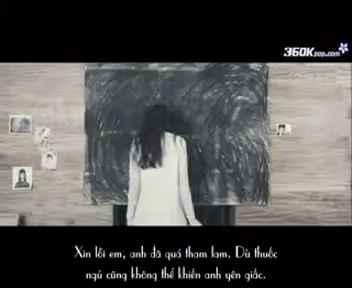 360Kpop.com
Xin lỗi em, anh đã quá tham lam. Dù thuốc
ngủ cũng không thể khiến anh yên giấc.